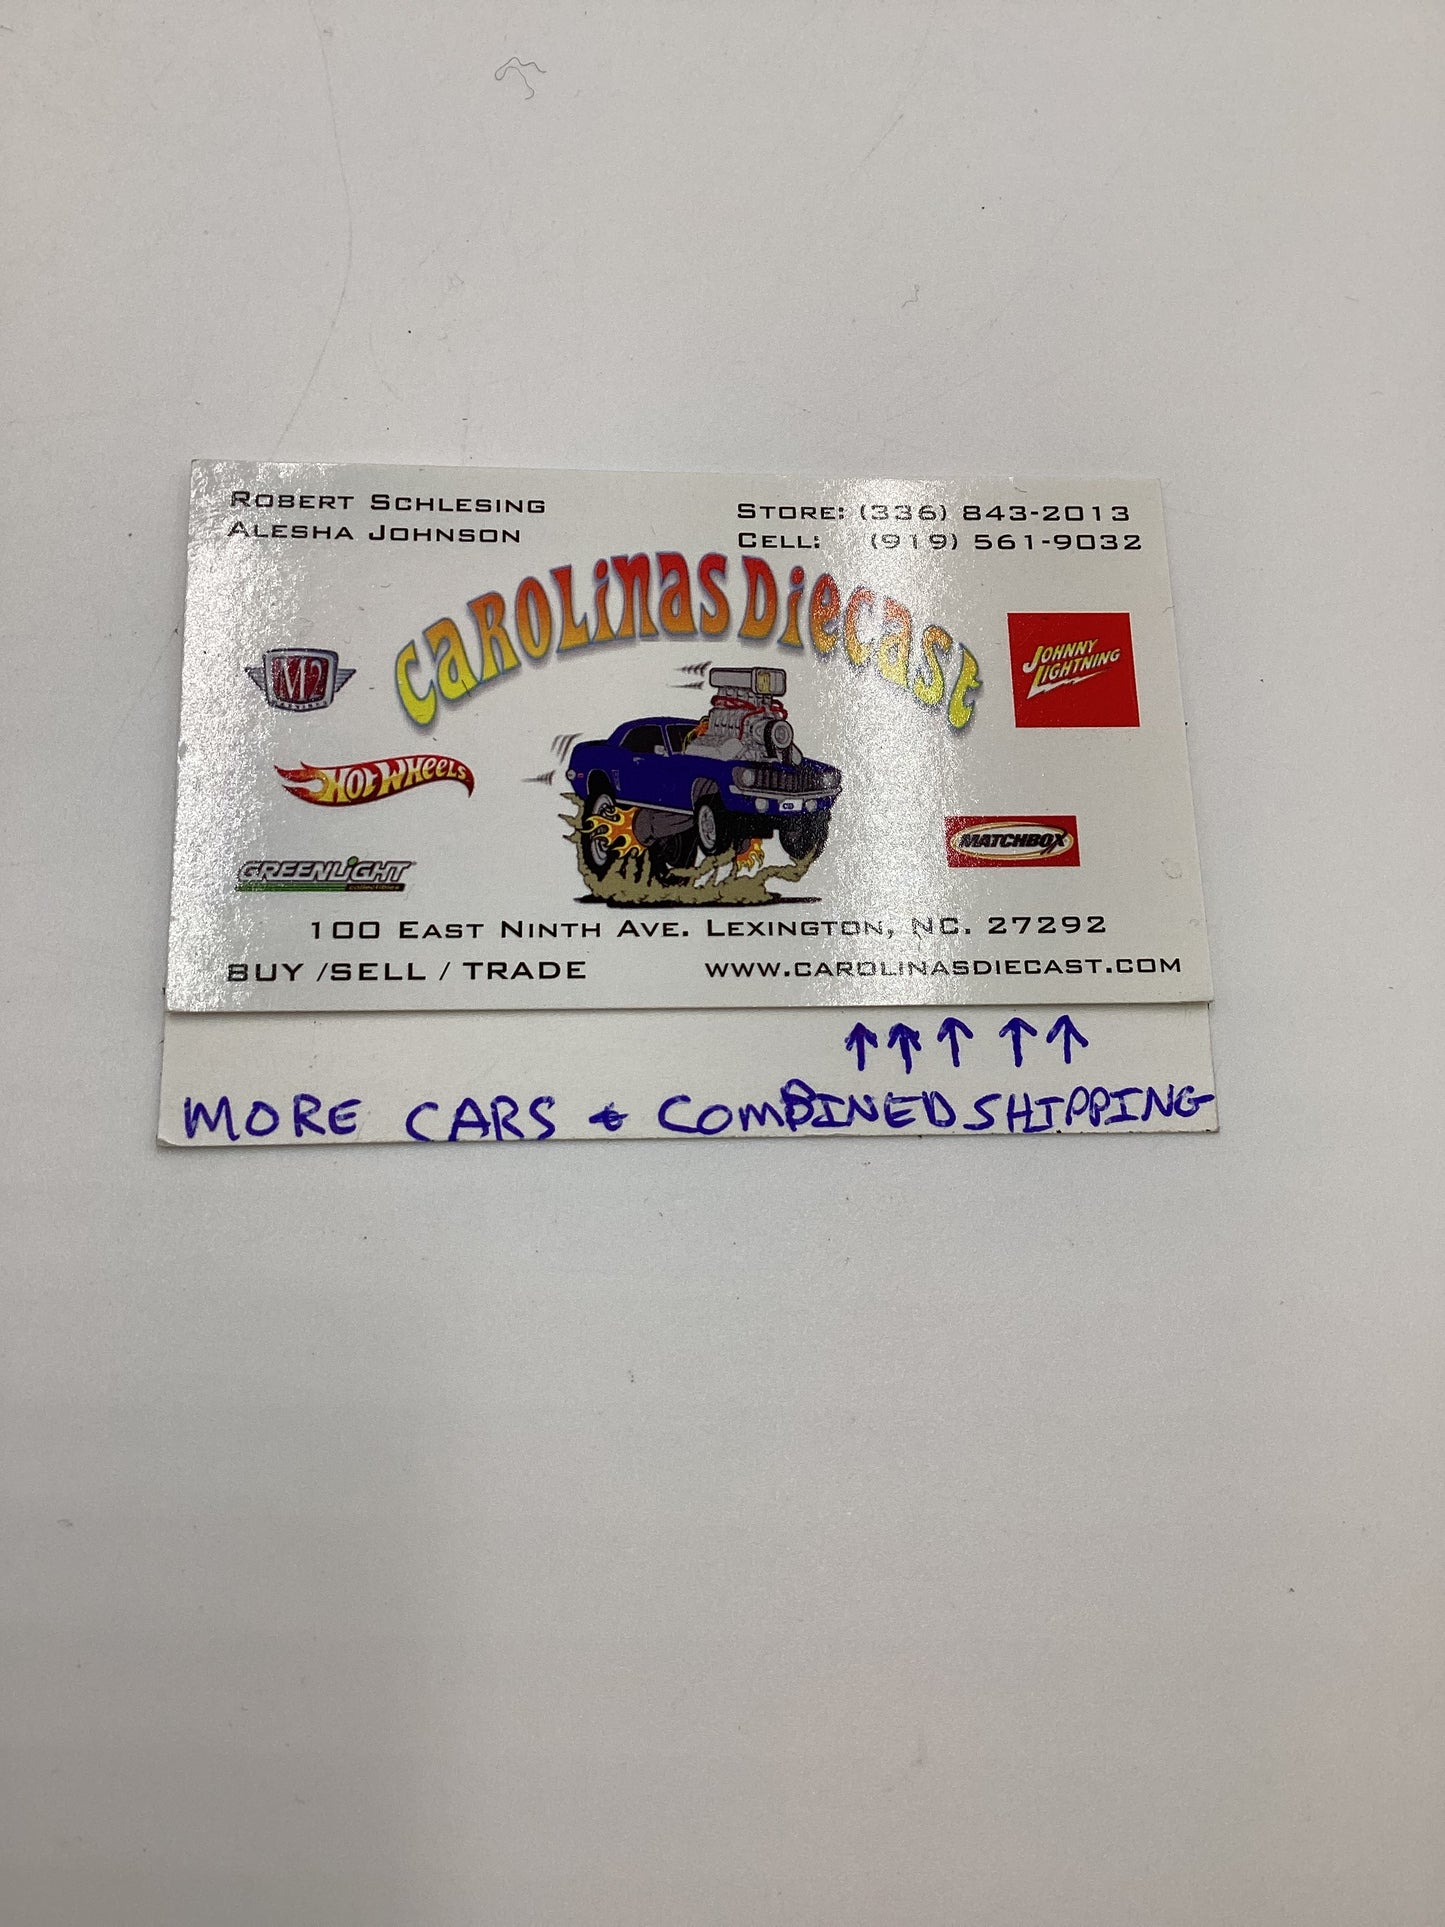 ROBERT SCHLESING
ALESHA JOHNSON
STORE: (336) 843-2013
CELL: (919) 561-9032
CAROLINAS DIECAST
M2
JOHNNY
LIGHTNING
HOT WHEELS
MATCHBOX
GREENLIGHT
collectibles
CD
100 EAST NINTH AVE. LEXINGTON, NC. 27292
BUY /SELL / TRADE
WWW.CAROLINASDIECAST.COM
↑ ↑ ↑ ↑ ↑
MORE CARS & COMBINED SHIPPING